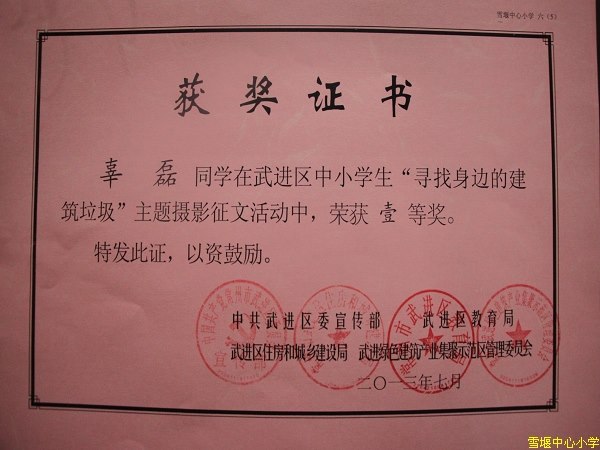 雪堰中心小学 六（5）
获奖证书
辜磊 同学在武进区中小学生“寻找身边的建
筑垃圾”主题摄影征文活动中，荣获 壹 等奖。
特发此证，以资鼓励。
中共武进区委宣传部 武进区教育局
武进区住房和城乡建设局 武进绿色建筑产业集聚示范区管理委员会
二〇一三年七月
雪堰中心小学